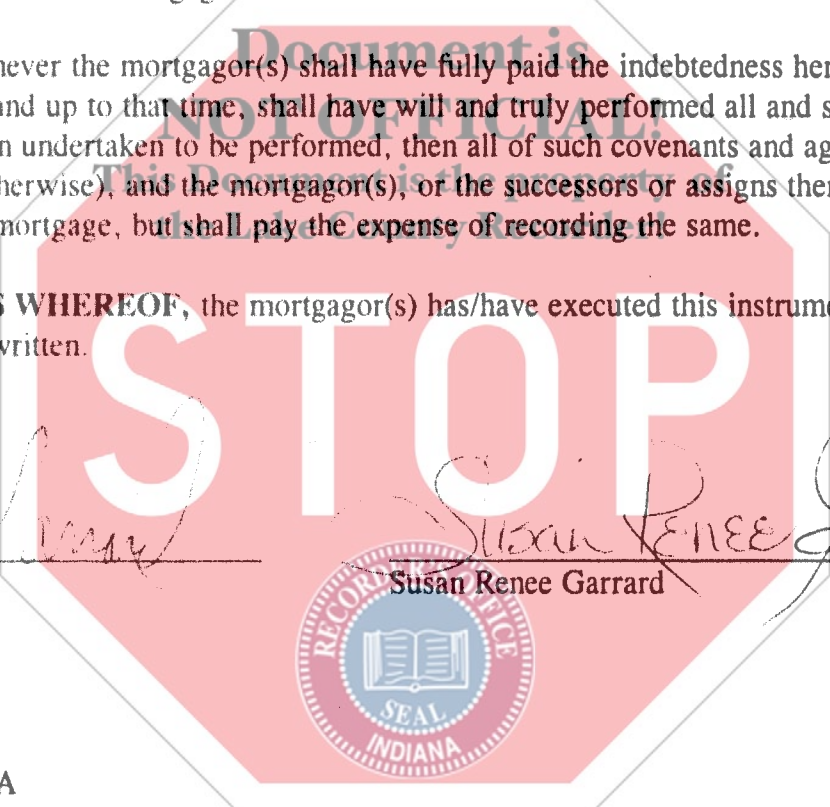 Document is
never the mortgagor(s) shall have fully paid the indebtedness her
and up to that time, shall have will and truly performed all and s
NOT OFFICIAL!
n undertaken to be performed, then all of such covenants and ag
This Document is the property of
herwise), and the mortgagor(s), or the successors or assigns ther
the Lake County Recorder!
mortgage, but shall pay the expense of recording the same.
S WHEREOF, the mortgagor(s) has/have executed this instrume
written.
STOP
Susan Renee
Susan Renee Garrard
RECORDER'S OFFICE
SEAL
INDIANA
A